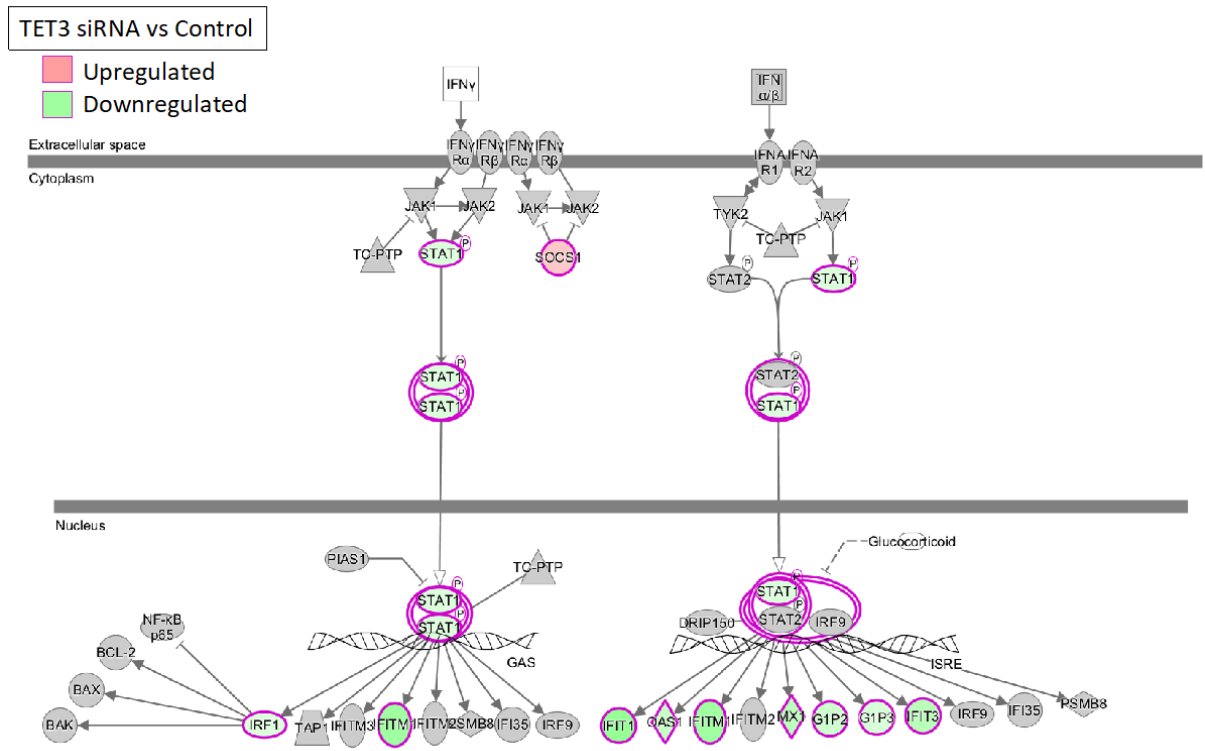 TET3 siRNA vs Control
Upregulated
Downregulated
IFNγ
IFN
α/β
Extracellular space
IFNγ
Rα
IFNγ
Rβ
IFNγ
Rα
IFNγ
Rβ
IFNA
R1
IFNA
R2
Cytoplasm
JAK1
JAK2
JAK1
JAK2
TYK2
JAK1
TC-PTP
STAT1
P
SOCS1
TC-PTP
STAT2
P
STAT1
P
STAT1
P
STAT1
P
STAT2
P
STAT1
P
Nucleus
Glucocorticoid
PIAS1
TC-PTP
STAT1
P
STAT1
P
STAT1
P
STAT2
P
IRF9
DRIP150
NF-kB
p65
BCL-2
BAX
BAK
GAS
ISRE
IRF1
TAP1
IFITM3
IFITM
IFITM2
SMB8
IFI35
IRF9
IFIT1
OAS1
IFITM1
IFITM2
MX1
G1P2
G1P3
IFIT3
IRF9
IFI35
PSMB8